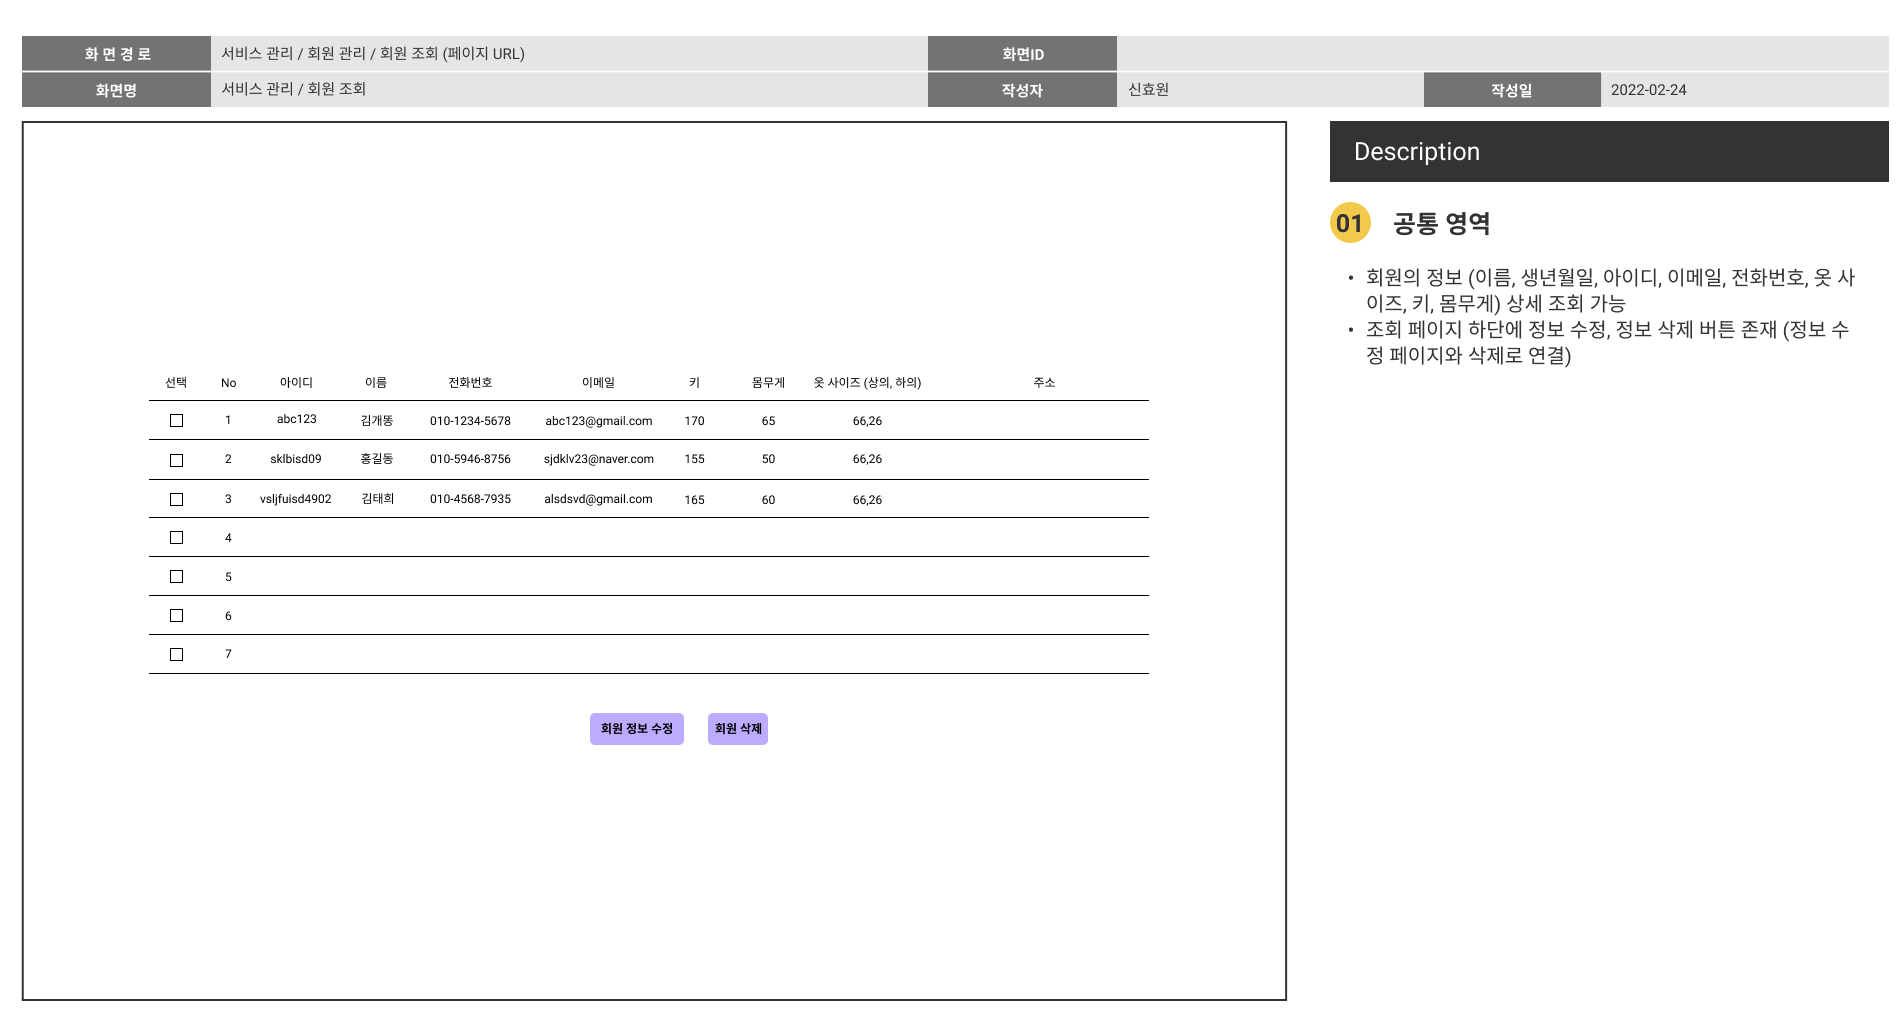 화 면 경 로 서비스 관리 / 회원 관리 / 회원 조회 (페이지 URL) 화면ID
화면명 서비스 관리 / 회원 조회 작성자 신효원 작성일 2022-02-24
Description
01 공통 영역
• 회원의 정보 (이름, 생년월일, 아이디, 이메일, 전화번호, 옷 사
이즈, 키, 몸무게) 상세 조회 가능
• 조회 페이지 하단에 정보 수정, 정보 삭제 버튼 존재 (정보 수
정 페이지와 삭제로 연결)
선택 No 아이디 이름 전화번호 이메일 키 몸무게 옷 사이즈 (상의, 하의) 주소
1 abc123 김개똥 010-1234-5678 abc123@gmail.com 170 65 66,26
2 sklbisd09 홍길동 010-5946-8756 sjdklv23@naver.com 155 50 66,26
3 vsljfuisd4902 김태희 010-4568-7935 alsdsvd@gmail.com 165 60 66,26
4
5
6
7
회원 정보 수정 회원 삭제